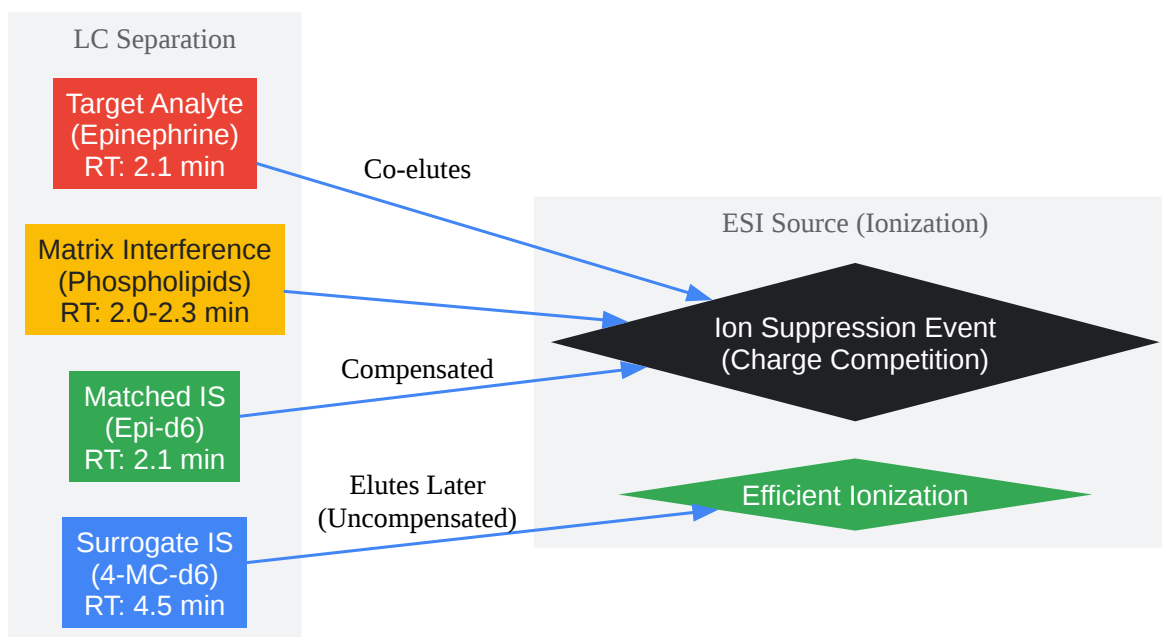 LC Separation
Target Analyte
(Epinephrine)
RT: 2.1 min
Matrix Interference
(Phospholipids)
RT: 2.0-2.3 min
Matched IS
(Epi-d6)
RT: 2.1 min
Surrogate IS
(4-MC-d6)
RT: 4.5 min
Co-elutes
Compensated
Elutes Later
(Uncompensated)
ESI Source (Ionization)
Ion Suppression Event
(Charge Competition)
Efficient Ionization